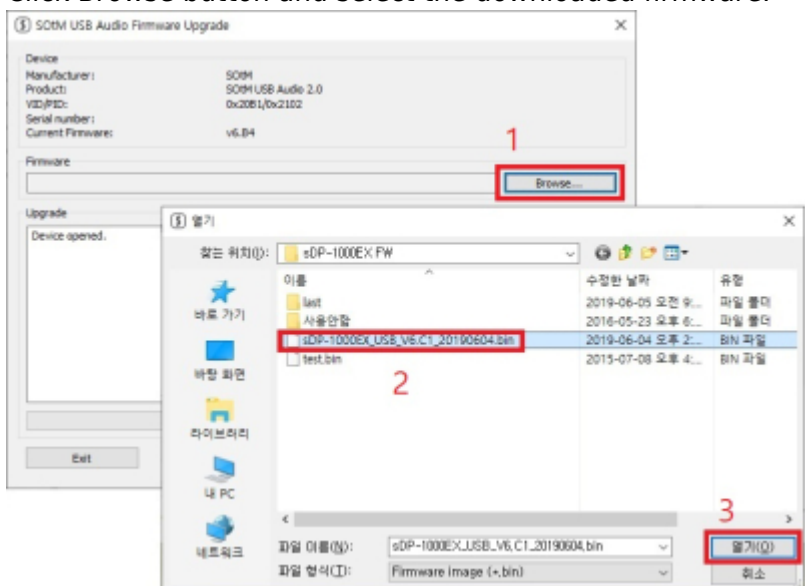 Click Browse button and select the downloaded firmware.
SOtM USB Audio Firmware Upgrade
Device
Manufacturer: SOtM
Product: SOtM USB Audio 2.0
VID/PID: 0x20B1/0x2102
Serial number:
Current Firmware: v6.B4
1
Firmware
Browse...
Upgrade
Device opened.
열기
찾는 위치(I): sDP-1000EX FW
이름 수정한 날짜 유형
last 2019-06-05 오전 9:... 파일 폴더
사용안함 2016-05-23 오후 6:... 파일 폴더
sDP-1000EX_USB_V6.C1_20190604.bin 2019-06-04 오후 2:... BIN 파일
test.bin 2015-07-08 오후 4:... BIN 파일
2
바로 가기
바탕 화면
라이브러리
내 PC
네트워크
Exit
3
파일 이름(N): sDP-1000EX_USB_V6.C1_20190604.bin 열기(O)
파일 형식(T): Firmware image (*.bin) 취소